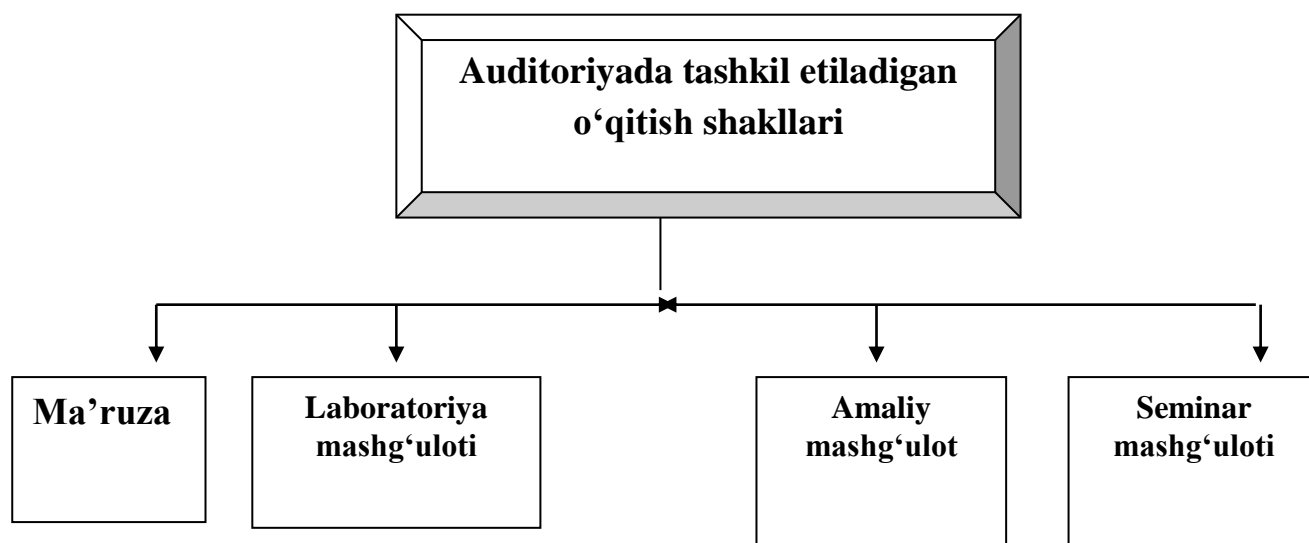 Auditoriyada tashkil etiladigan
o‘qitish shakllari
Ma’ruza
Laboratoriya
mashg‘uloti
Amaliy
mashg‘ulot
Seminar
mashg‘uloti